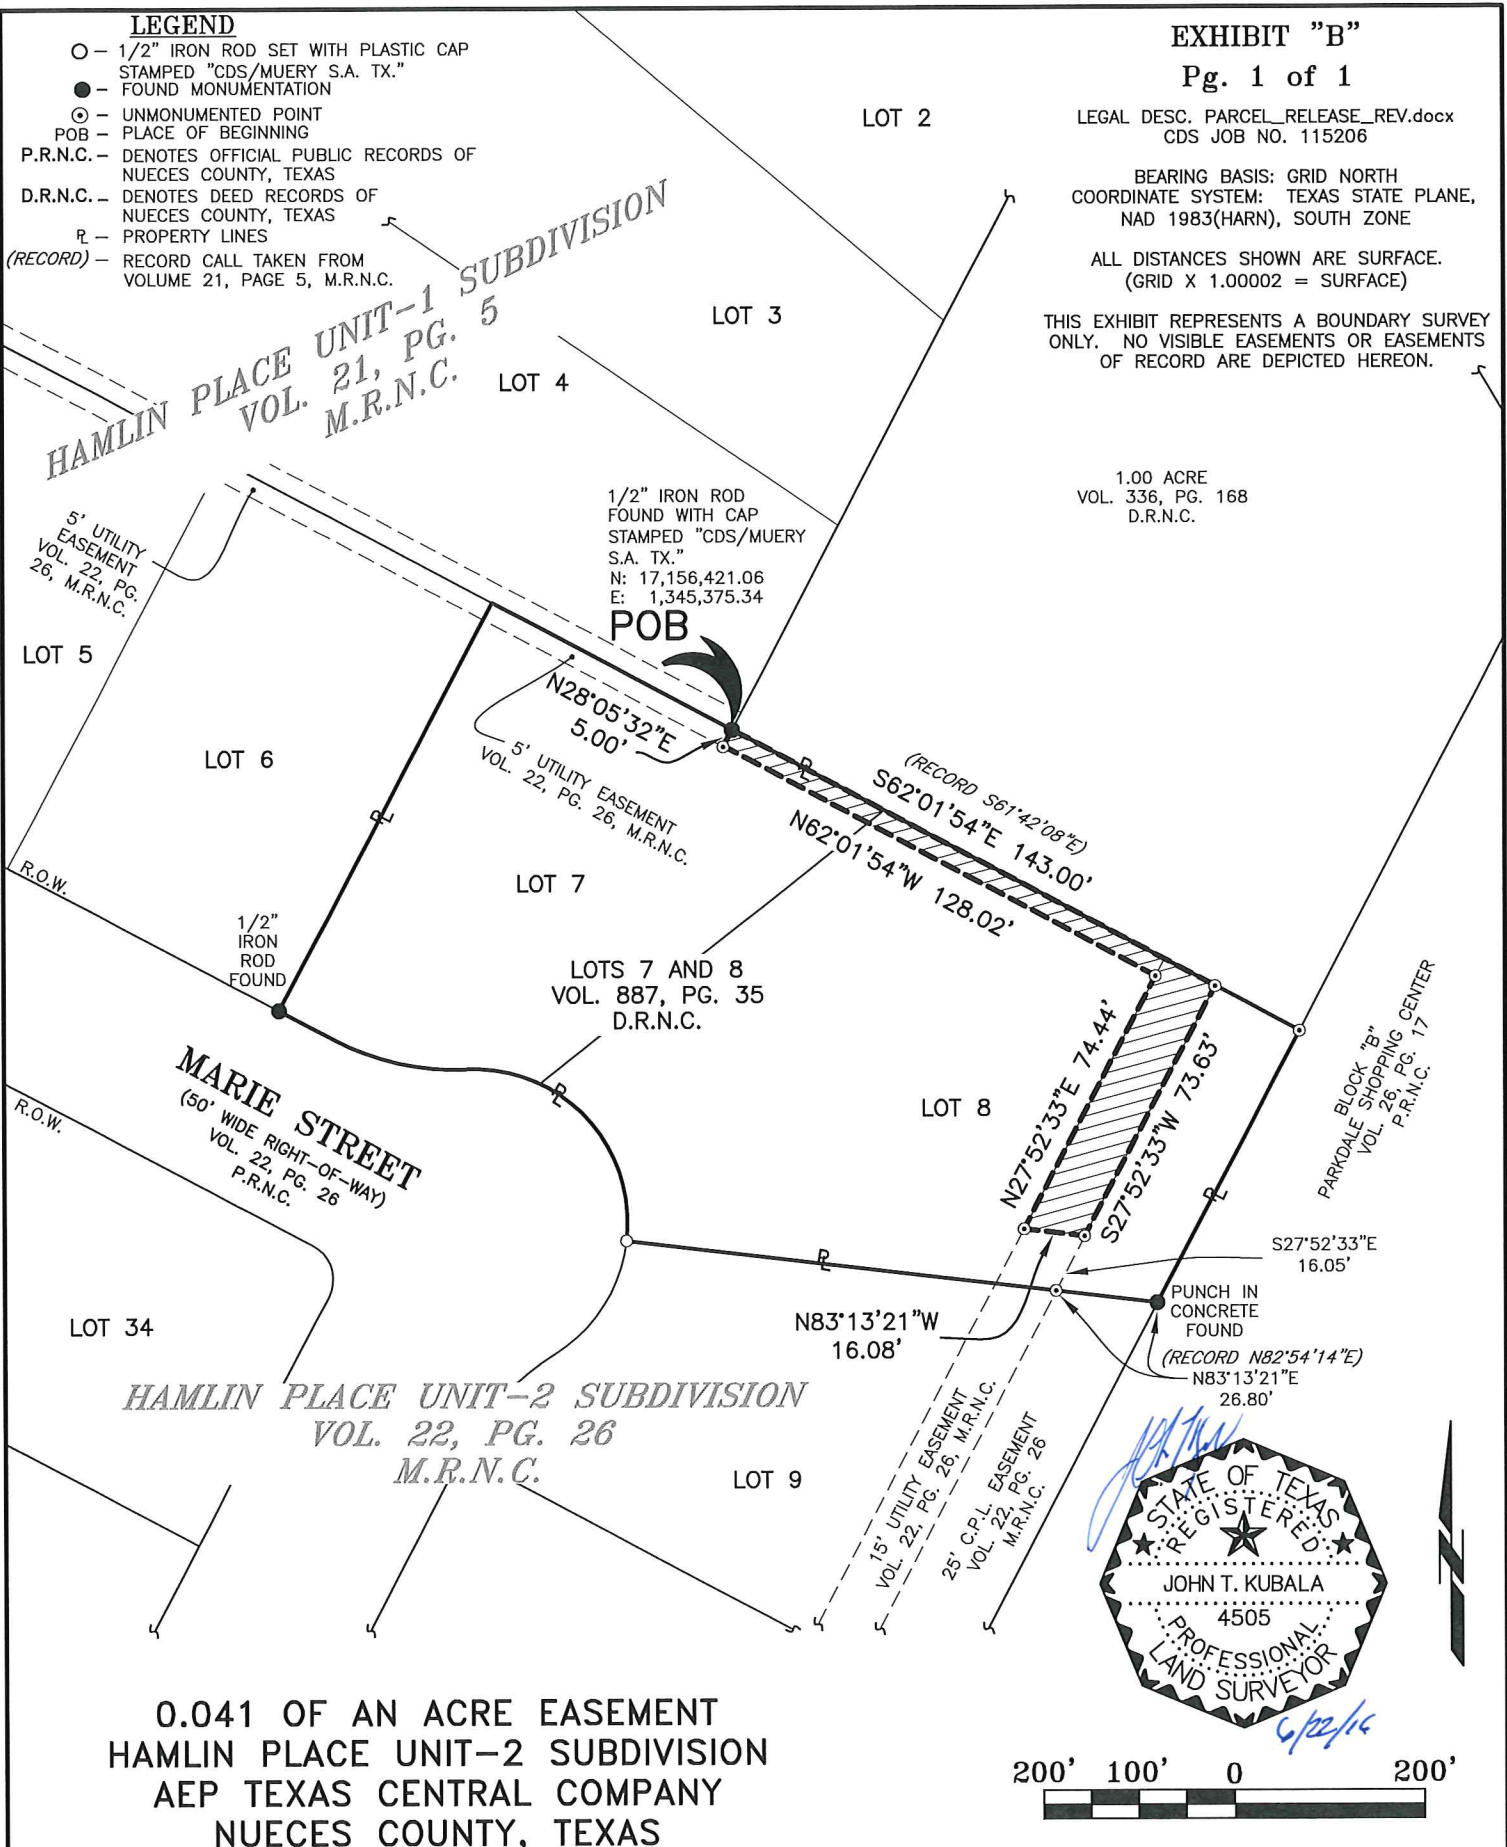 LEGEND
O – 1/2" IRON ROD SET WITH PLASTIC CAP
STAMPED "CDS/MUERY S.A. TX."
● – FOUND MONUMENTATION
⊙ – UNMONUMENTED POINT
POB – PLACE OF BEGINNING
P.R.N.C. – DENOTES OFFICIAL PUBLIC RECORDS OF
NUECES COUNTY, TEXAS
D.R.N.C. – DENOTES DEED RECORDS OF
NUECES COUNTY, TEXAS
PL – PROPERTY LINES
(RECORD) – RECORD CALL TAKEN FROM
VOLUME 21, PAGE 5, M.R.N.C.
EXHIBIT "B"
Pg. 1 of 1
LEGAL DESC. PARCEL_RELEASE_REV.docx
CDS JOB NO. 115206
BEARING BASIS: GRID NORTH
COORDINATE SYSTEM: TEXAS STATE PLANE,
NAD 1983(HARN), SOUTH ZONE
ALL DISTANCES SHOWN ARE SURFACE.
(GRID X 1.00002 = SURFACE)
THIS EXHIBIT REPRESENTS A BOUNDARY SURVEY
ONLY. NO VISIBLE EASEMENTS OR EASEMENTS
OF RECORD ARE DEPICTED HEREON.
LOT 2
LOT 3
LOT 4
HAMLIN PLACE UNIT-1 SUBDIVISION
VOL. 21, PG. 5
M.R.N.C.
1.00 ACRE
VOL. 336, PG. 168
D.R.N.C.
1/2" IRON ROD
FOUND WITH CAP
STAMPED "CDS/MUERY
S.A. TX."
N: 17,156,421.06
E: 1,345,375.34
POB
5' UTILITY
EASEMENT
VOL. 22, PG.
26, M.R.N.C.
LOT 5
LOT 6
N28°05'32"E
5.00'
5' UTILITY EASEMENT
VOL. 22, PG. 26, M.R.N.C.
PL
PL
(RECORD S61°42'08"E)
S62°01'54"E 143.00'
N62°01'54"W 128.02'
R.O.W.
LOT 7
1/2"
IRON
ROD
FOUND
LOTS 7 AND 8
VOL. 887, PG. 35
D.R.N.C.
N27°52'33"E 74.44'
S27°52'33"W 73.63'
BLOCK "B"
PARKDALE SHOPPING CENTER
VOL. 26, PG. 17
P.R.N.C.
MARIE STREET
(50' WIDE RIGHT-OF-WAY)
VOL. 22, PG. 26
P.R.N.C.
R.O.W.
PL
LOT 8
PL
PL
S27°52'33"E
16.05'
N83°13'21"W
16.08'
PUNCH IN
CONCRETE
FOUND
(RECORD N82°54'14"E)
N83°13'21"E
26.80'
LOT 34
HAMLIN PLACE UNIT-2 SUBDIVISION
VOL. 22, PG. 26
M.R.N.C.
LOT 9
15' UTILITY EASEMENT
VOL. 22, PG. 26, M.R.N.C.
25' C.P.L. EASEMENT
VOL. 22, PG. 26
M.R.N.C.
STATE OF TEXAS
REGISTERED
JOHN T. KUBALA
4505
PROFESSIONAL
LAND SURVEYOR
6/22/16
N
0.041 OF AN ACRE EASEMENT
HAMLIN PLACE UNIT-2 SUBDIVISION
AEP TEXAS CENTRAL COMPANY
NUECES COUNTY, TEXAS
200' 100' 0 200'